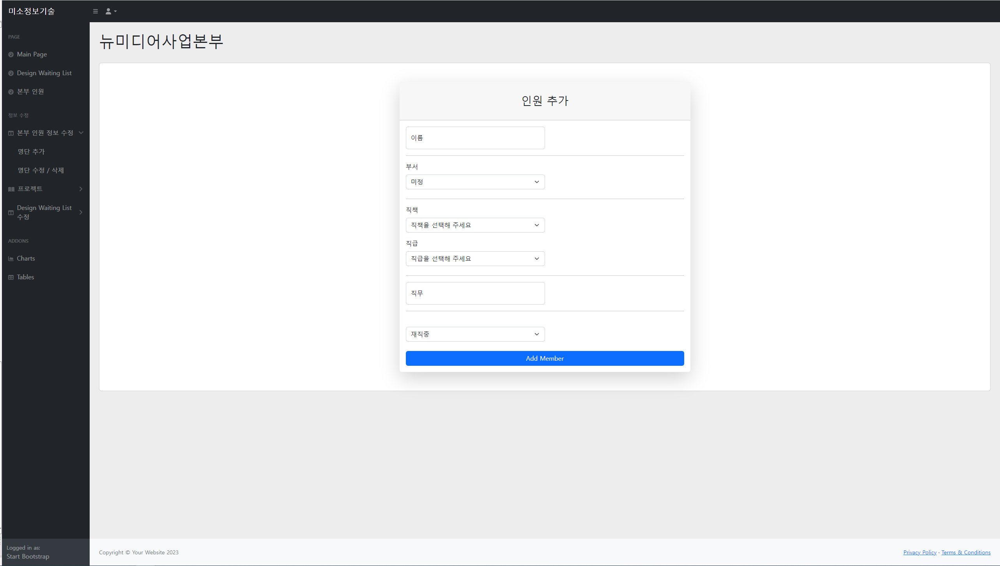 미소정보기술
PAGE
Main Page
Design Waiting List
본부 인원
정보 수정
본부 인원 정보 수정
명단 추가
명단 수정 / 삭제
프로젝트
Design Waiting List
수정
ADDONS
Charts
Tables
Logged in as:
Start Bootstrap
뉴미디어사업본부
인원 추가
이름
부서
미정
직책
직책을 선택해 주세요
직급
직급을 선택해 주세요
직무
재직중
Add Member
Copyright © Your Website 2023
Privacy Policy · Terms & Conditions